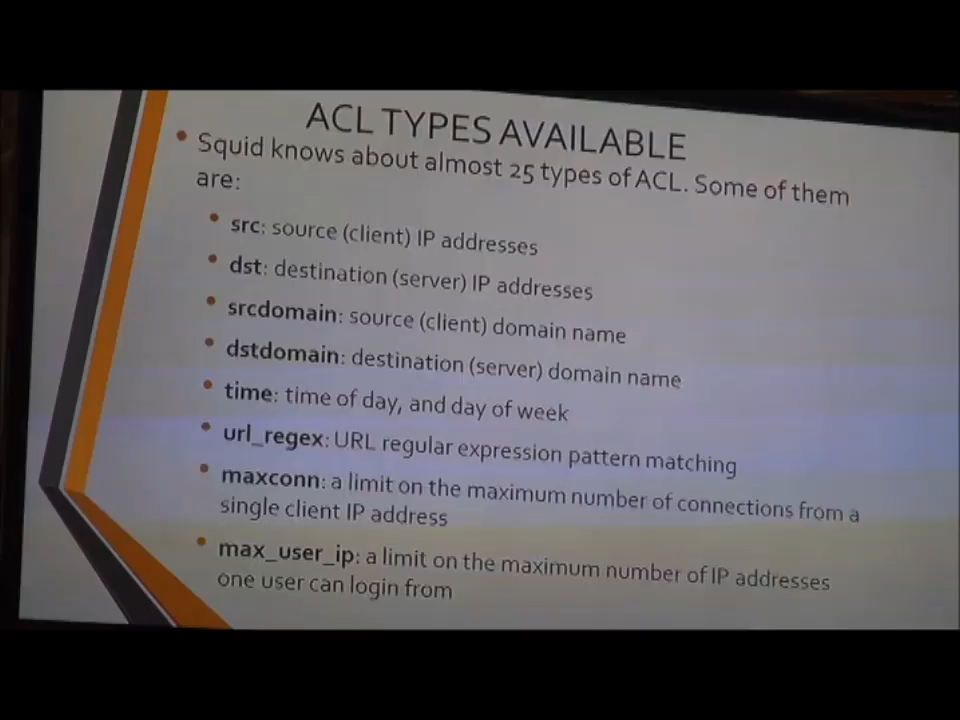 ACL TYPES AVAILABLE
• Squid knows about almost 25 types of ACL. Some of them
are:
• src: source (client) IP addresses
• dst: destination (server) IP addresses
• srcdomain: source (client) domain name
• dstdomain: destination (server) domain name
• time: time of day, and day of week
• url_regex: URL regular expression pattern matching
• maxconn: a limit on the maximum number of connections from a
single client IP address
• max_user_ip: a limit on the maximum number of IP addresses
one user can login from